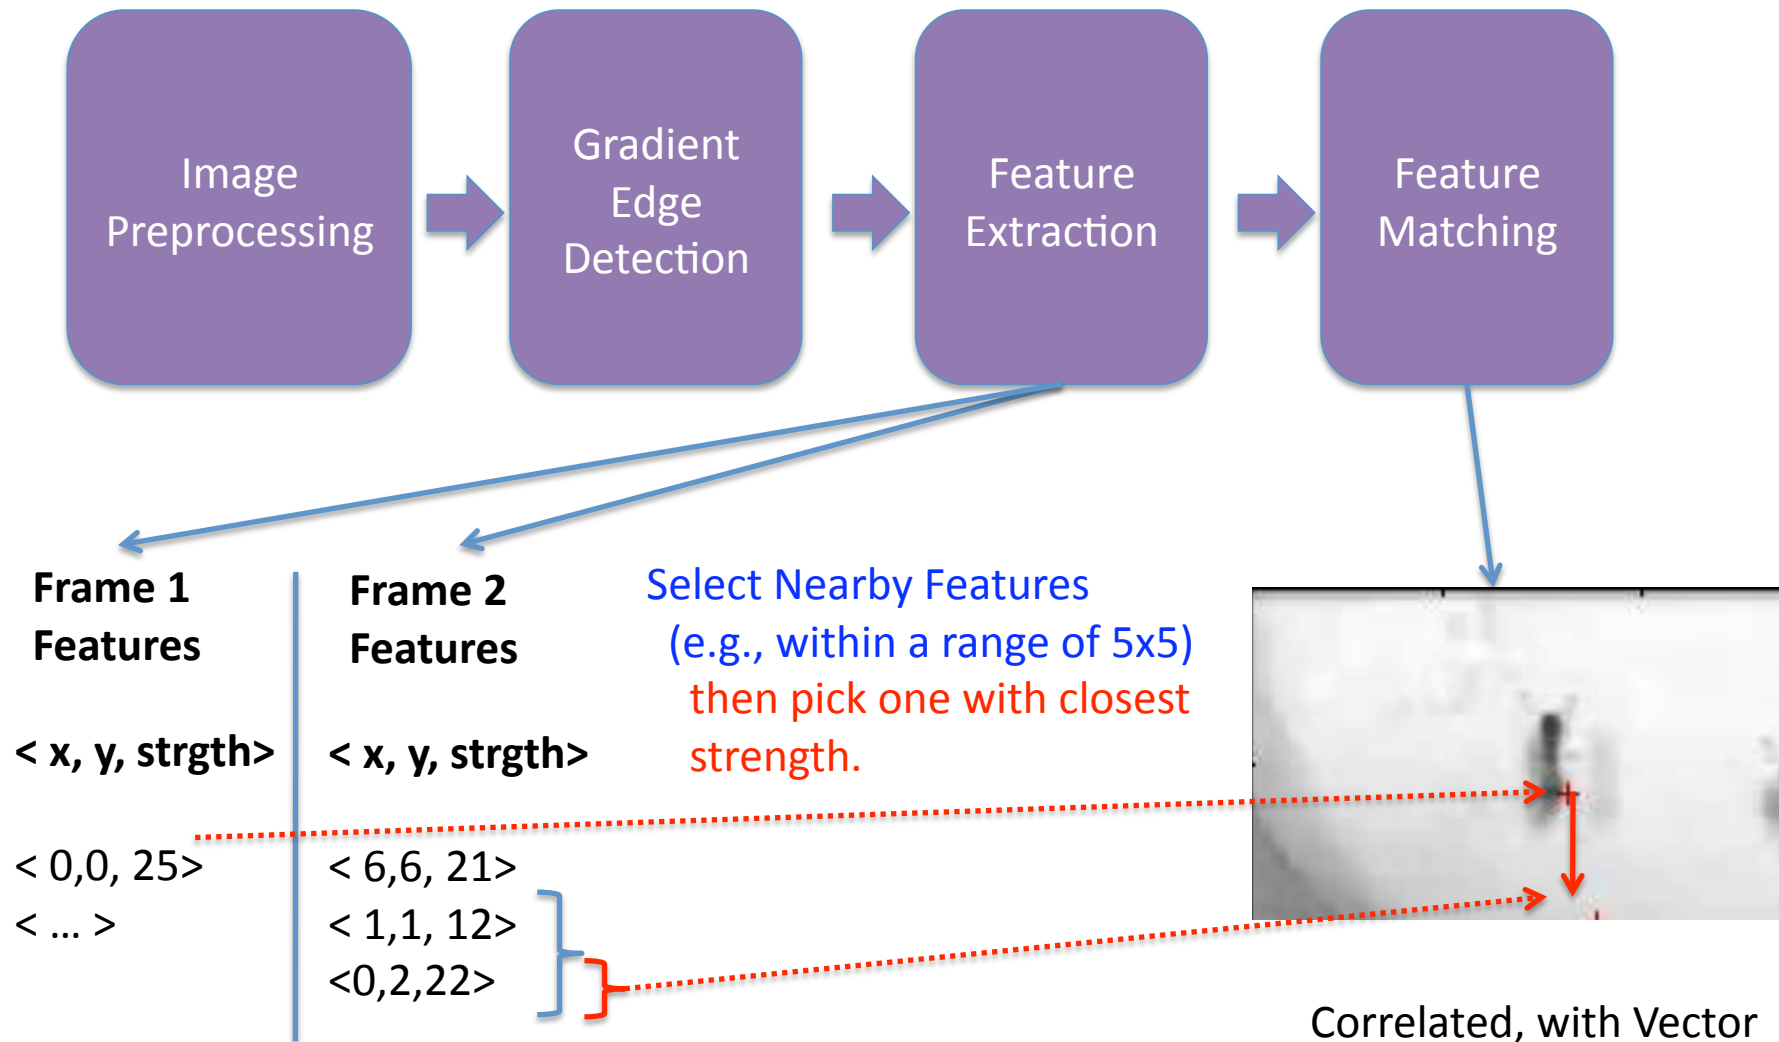 Image
Preprocessing
Gradient
Edge
Detection
Feature
Extraction
Feature
Matching
Frame 1
Features
< x, y, strgth>
< 0,0, 25>
< ... >
Frame 2
Features
< x, y, strgth>
< 6,6, 21>
< 1,1, 12>
<0,2,22>
Select Nearby Features
(e.g., within a range of 5x5)
then pick one with closest
strength.
Correlated, with Vector